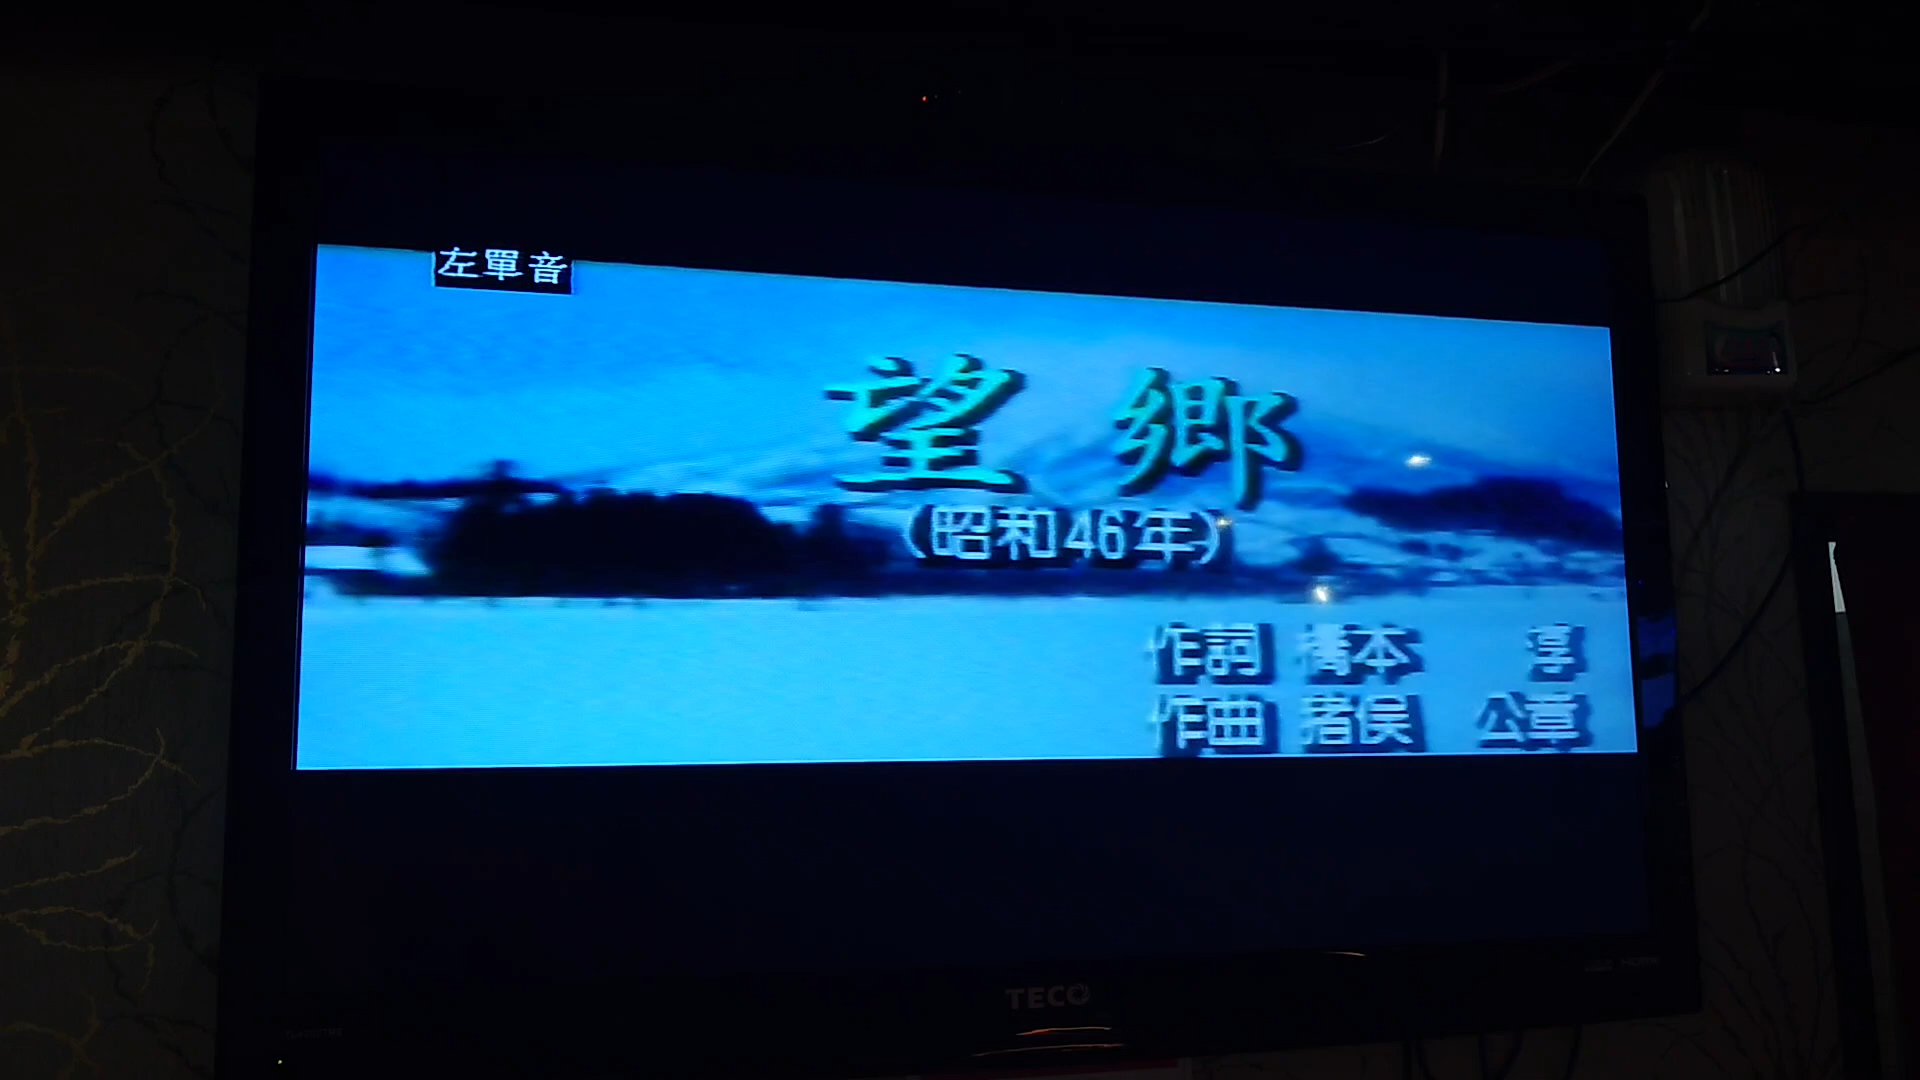 左單音
望郷
(昭和46年)
作詞 橋本 淳
作曲 猪俣 公章
TECO